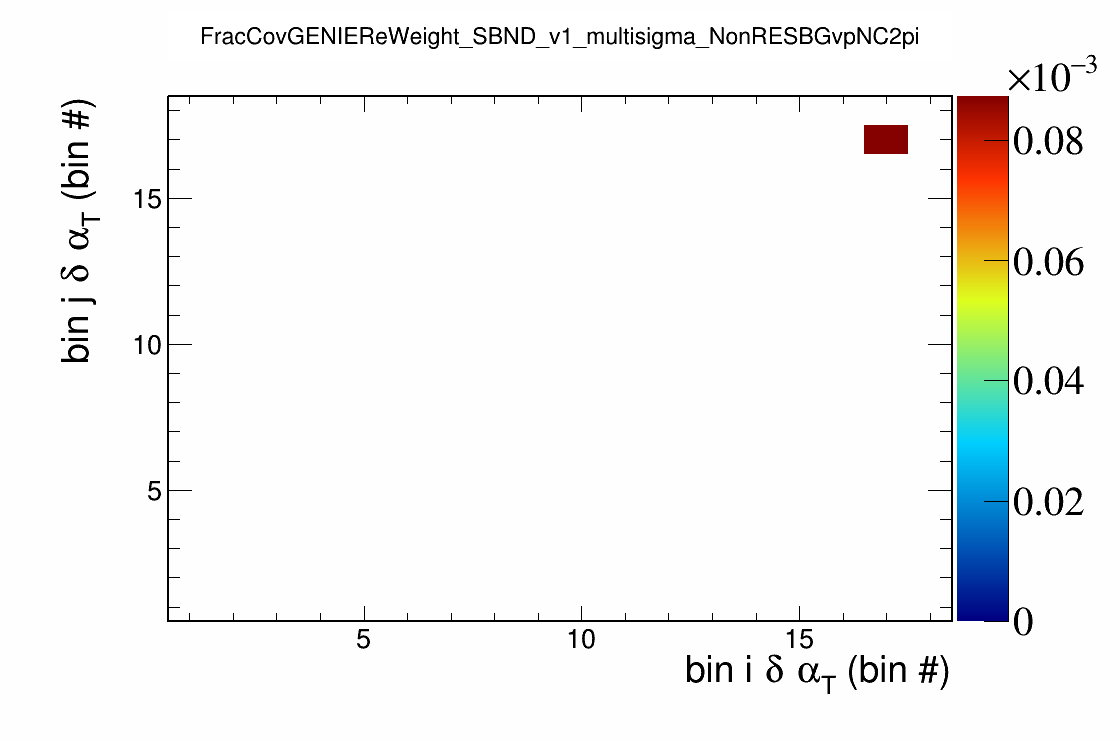 FracCovGENIEReWeight_SBND_v1_multisigma_NonRESBGvpNC2pi
×10⁻³
0.08
0.06
0.04
0.02
0
bin j δ α_T (bin #)
15
10
5
5 10 15
bin i δ α_T (bin #)